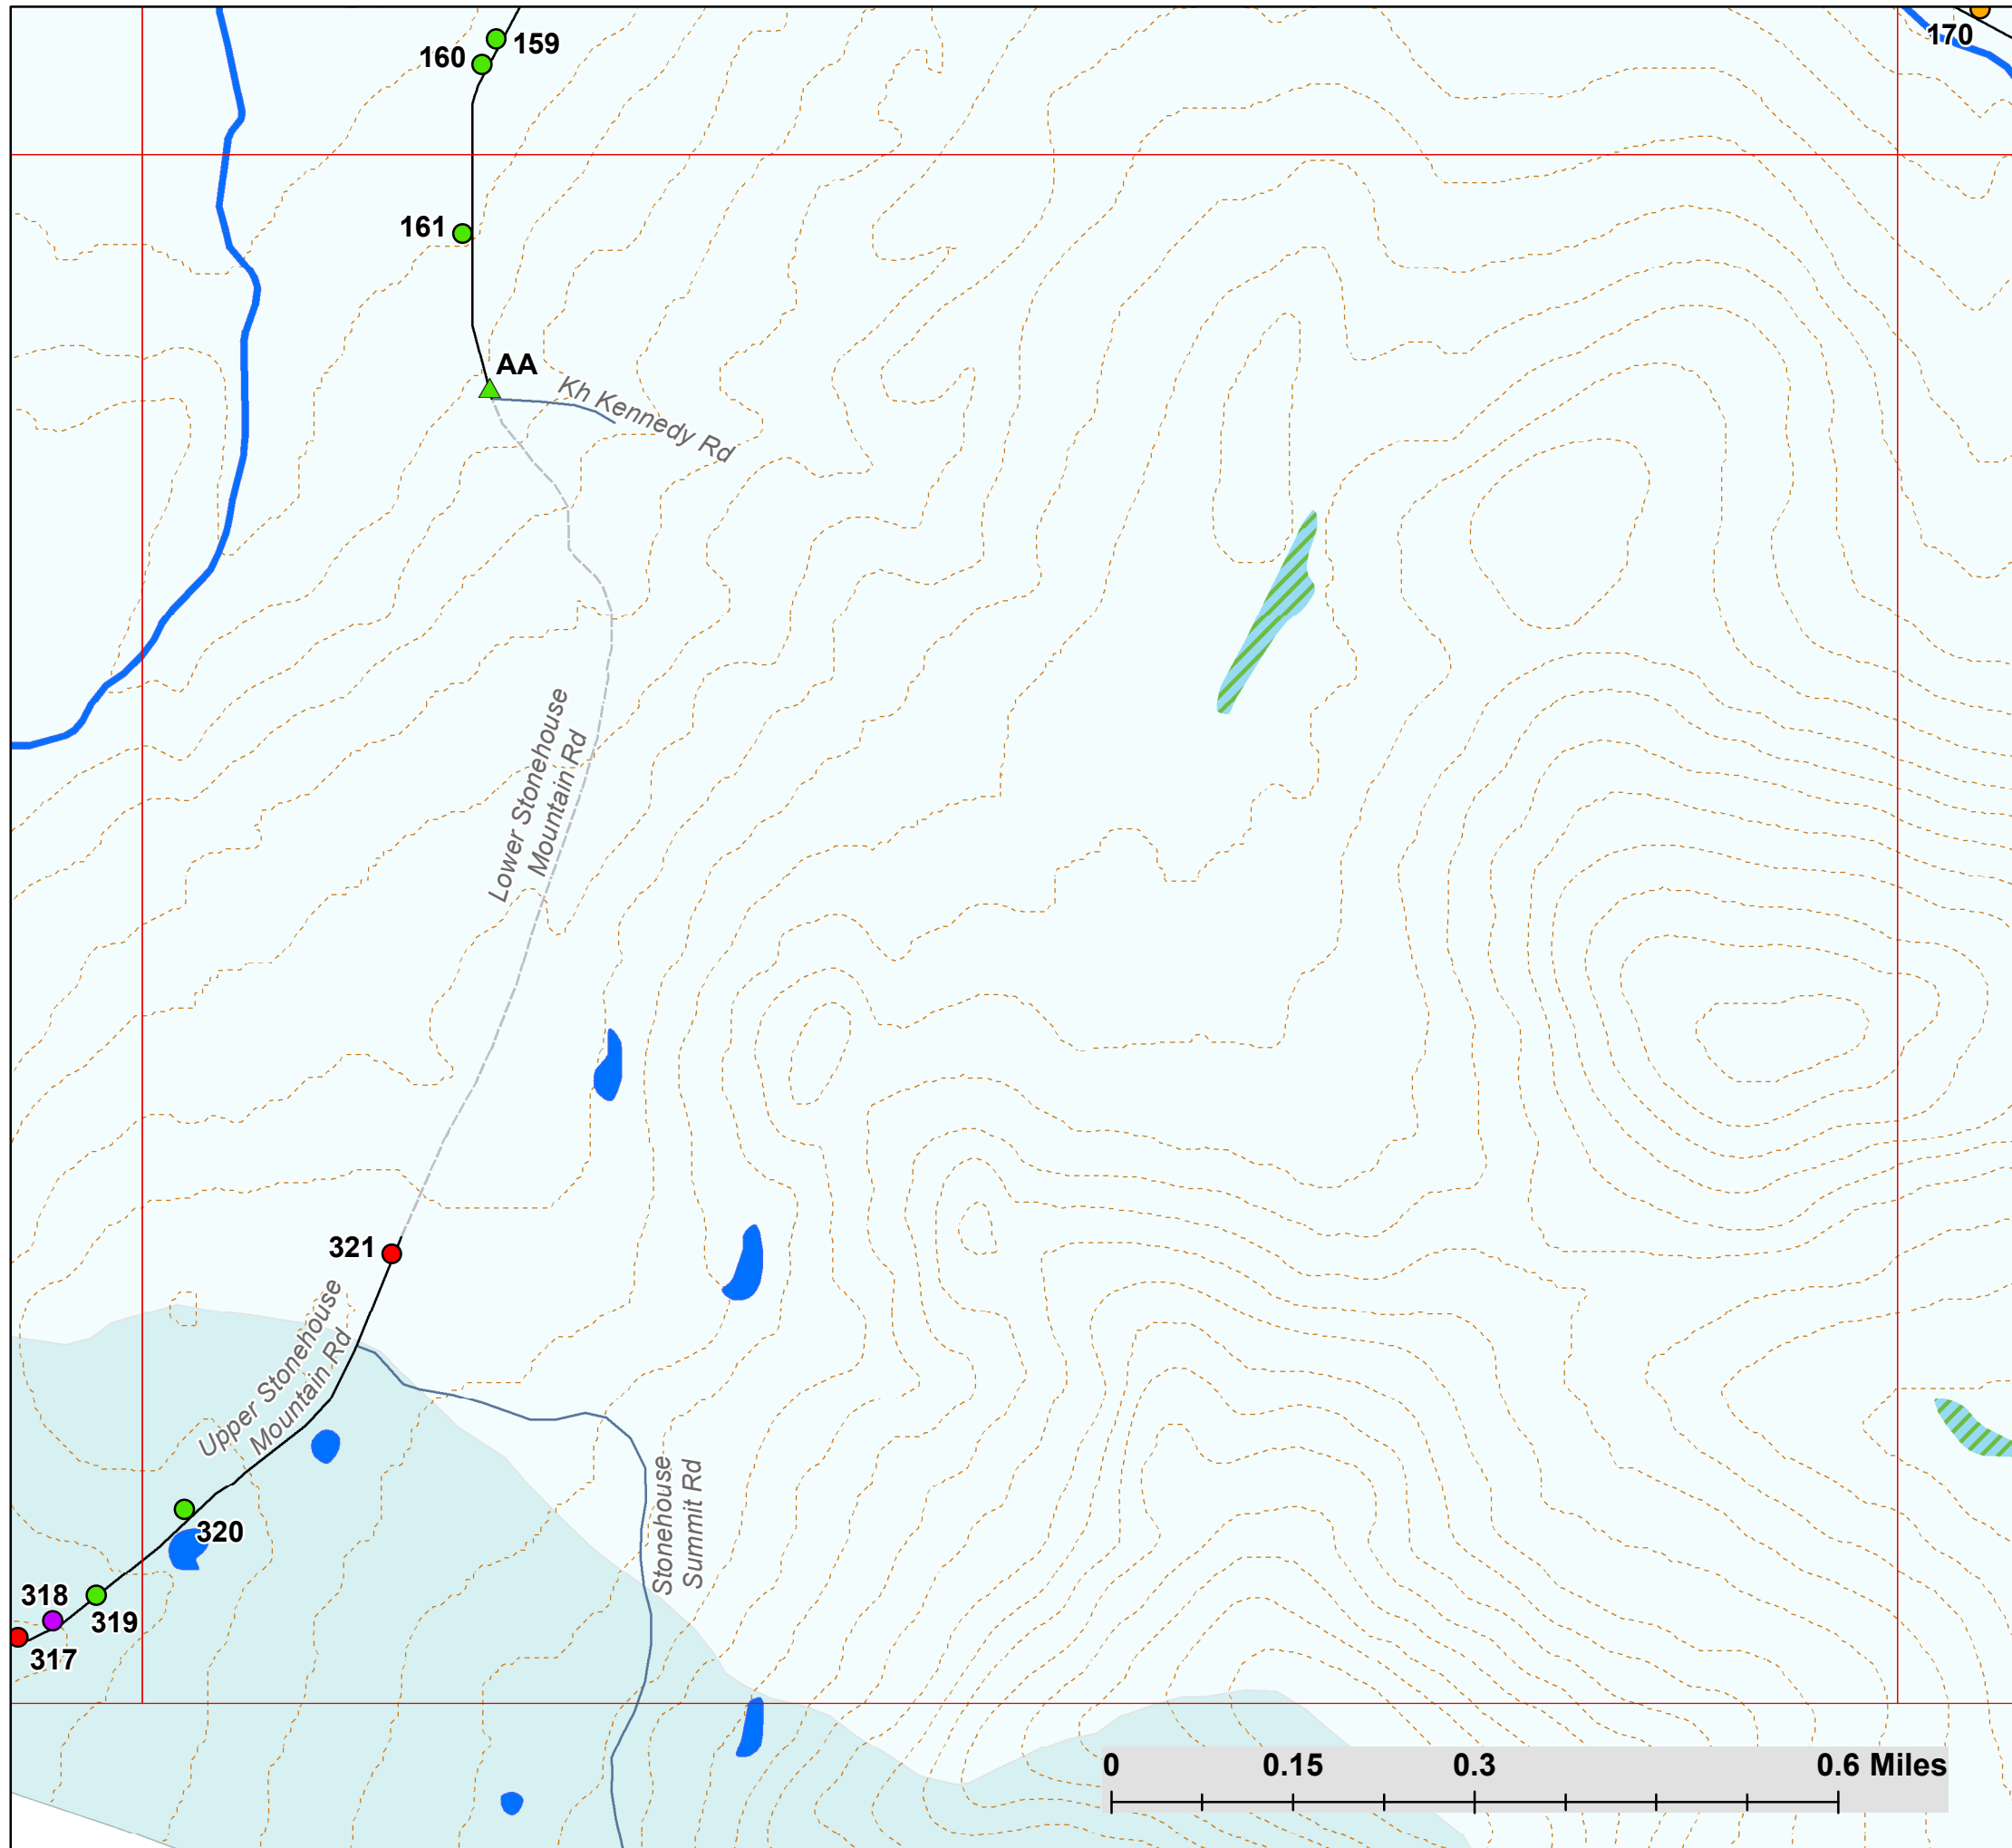 159
160
170
161
AA
Kh Kennedy Rd
Lower Stonehouse
Mountain Rd
321
Upper Stonehouse
Mountain Rd
Stonehouse
Summit Rd
320
318
319
317
0 0.15 0.3 0.6 Miles